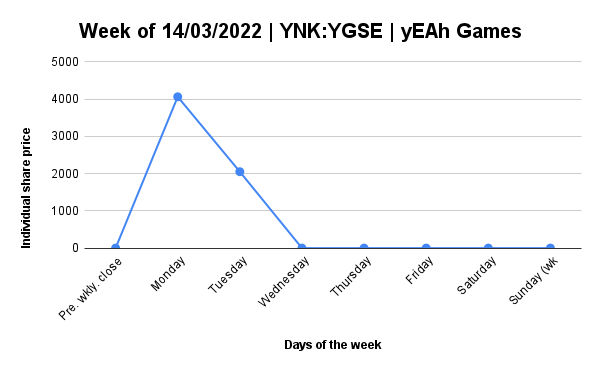 Week of 14/03/2022 | YNK:YGSE | yEAh Games
Individual share price
5000
4000
3000
2000
1000
0
Pre. wkly. close
Monday
Tuesday
Wednesday
Thursday
Friday
Saturday
Sunday (wk
Days of the week